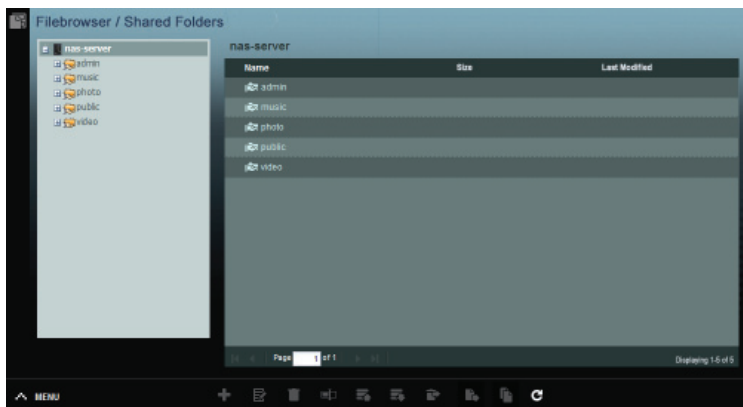 Filebrowser / Shared Folders
nas-server
admin
music
photo
public
video
nas-server
Name Size Last Modified
admin
music
photo
public
video
Page 1 of 1
Displaying 1-5 of 5
MENU